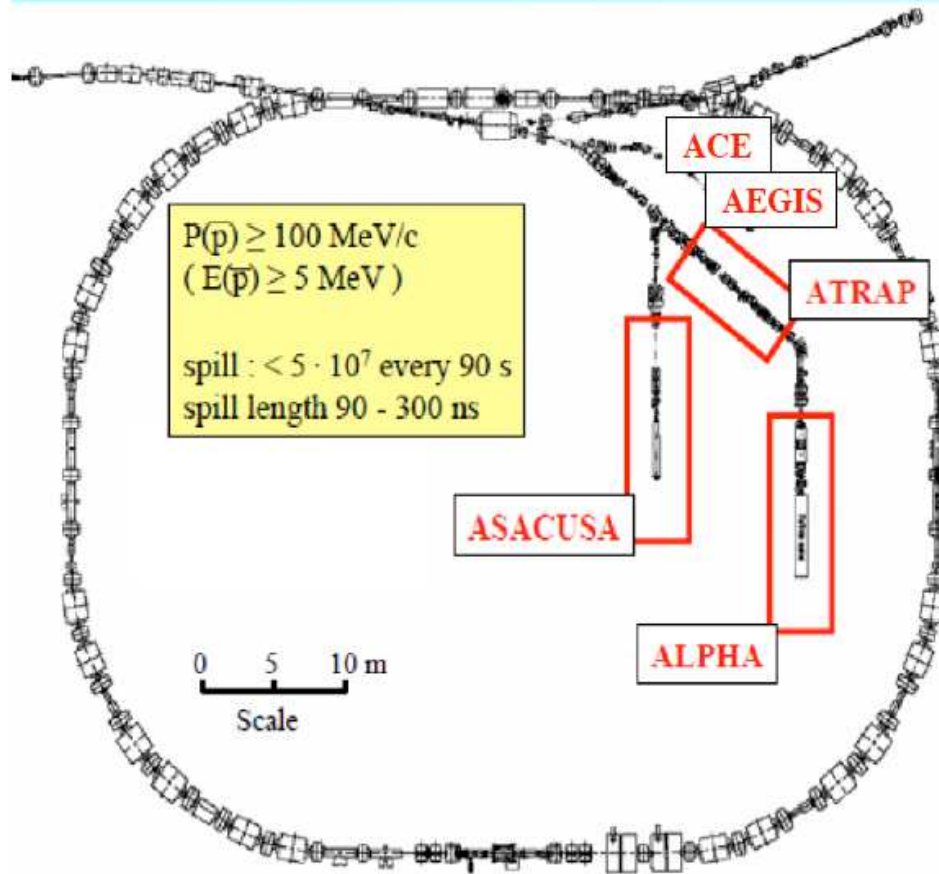 ACE
AEGIS
P(p̅) ≥ 100 MeV/c
( E(p̅) ≥ 5 MeV )
ATRAP
spill : < 5 · 10⁷ every 90 s
spill length 90 - 300 ns
ASACUSA
ALPHA
0 5 10 m
Scale